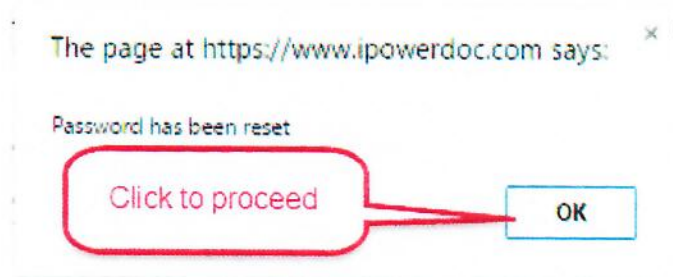 The page at https://www.ipowerdoc.com says:
Password has been reset
Click to proceed
OK